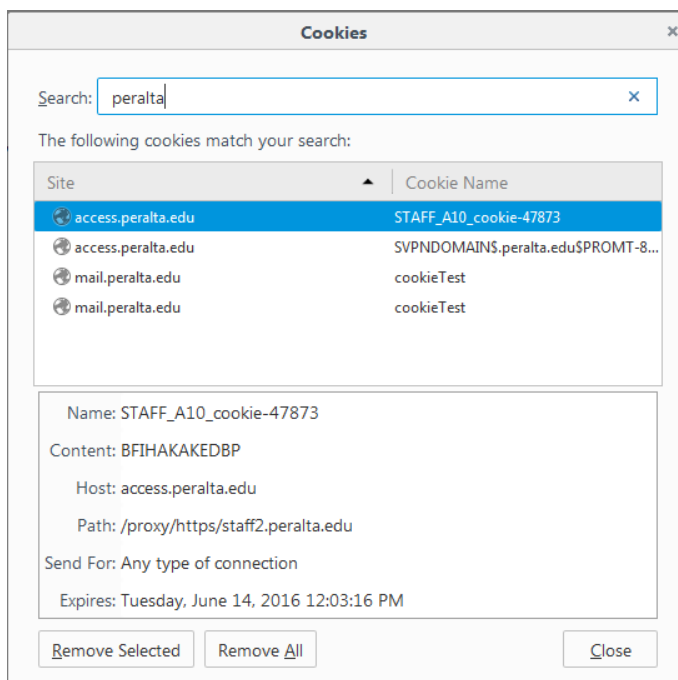 Cookies
Search: peralta
The following cookies match your search:
Site Cookie Name
access.peralta.edu STAFF_A10_cookie-47873
access.peralta.edu SVPNDOMAIN$.peralta.edu$PROMT-8...
mail.peralta.edu cookieTest
mail.peralta.edu cookieTest
Name: STAFF_A10_cookie-47873
Content: BFIHAKAKEDBP
Host: access.peralta.edu
Path: /proxy/https/staff2.peralta.edu
Send For: Any type of connection
Expires: Tuesday, June 14, 2016 12:03:16 PM
Remove Selected Remove All Close